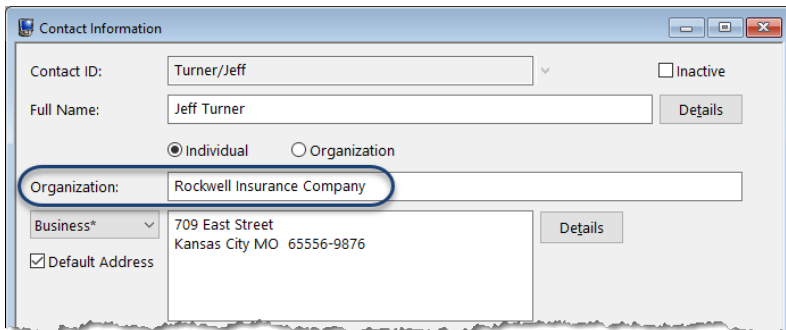 Contact Information
Contact ID: Turner/Jeff Inactive
Full Name: Jeff Turner Details
Individual Organization
Organization: Rockwell Insurance Company
Business* 709 East Street Details
Kansas City MO 65556-9876
Default Address